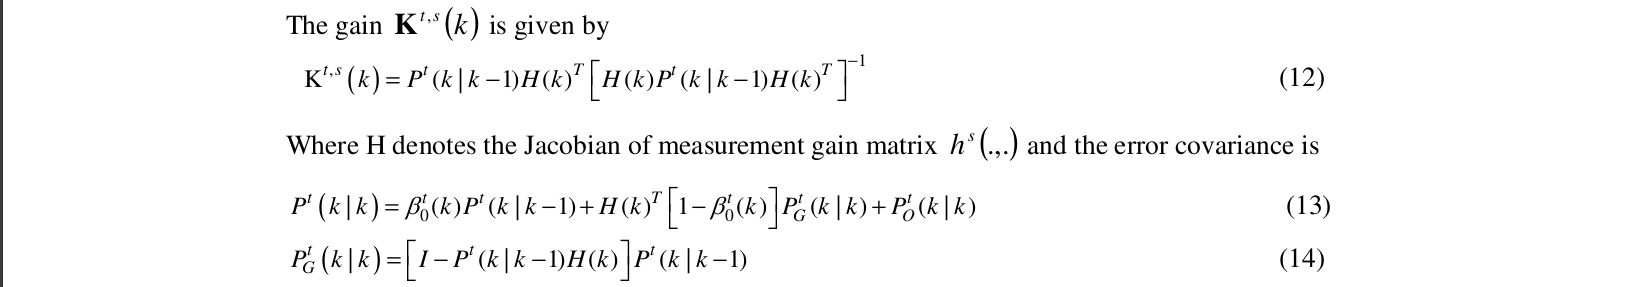 The gain K^{t,s}(k) is given by
K^{t,s}(k) = P^t(k|k−1)H(k)^T[H(k)P^t(k|k−1)H(k)^T]^{−1} (12)
Where H denotes the Jacobian of measurement gain matrix h^s(.,.) and the error covariance is
P^t(k|k) = β_0^t(k)P^t(k|k−1)+H(k)^T[1−β_0^t(k)]P_G^t(k|k)+P_O^t(k|k) (13)
P_G^t(k|k) = [I−P^t(k|k−1)H(k)]P^t(k|k−1) (14)